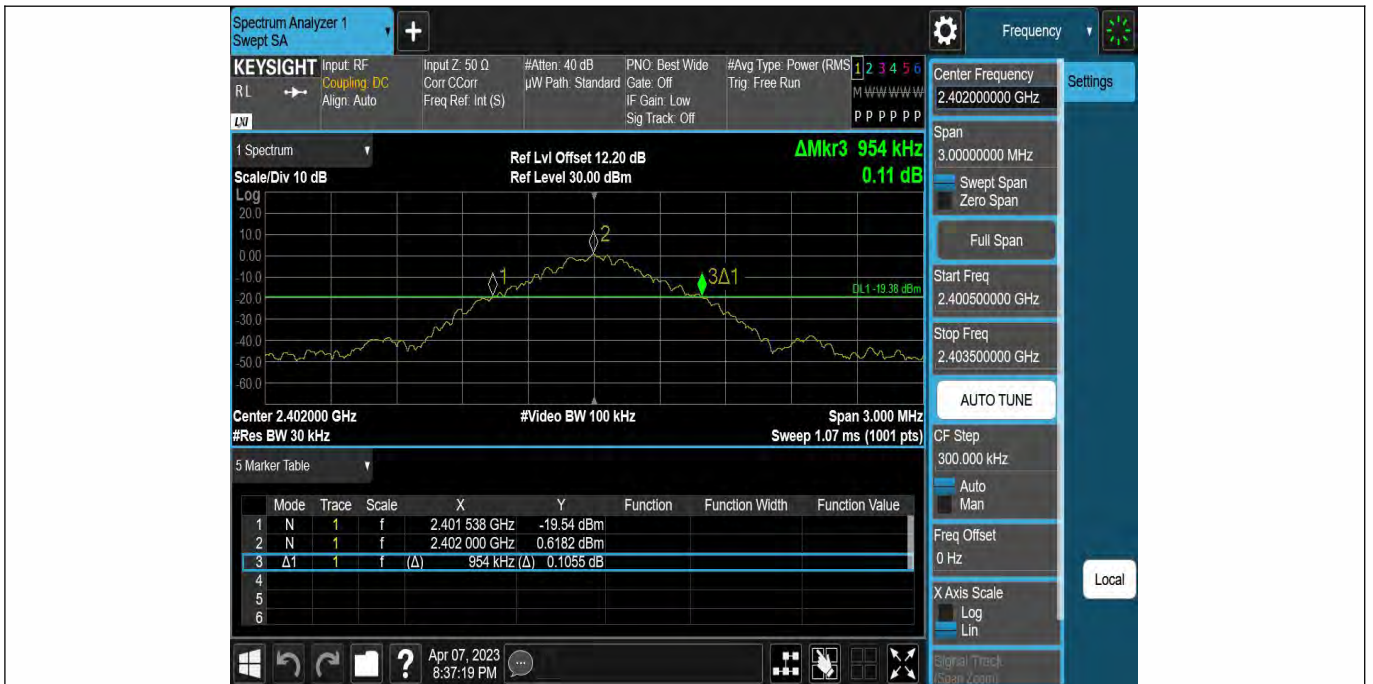 Spectrum Analyzer 1
Swept SA
+
Frequency
KEYSIGHT
RL
LXI
Input: RF
Coupling: DC
Align: Auto
Input Z: 50 Ω
Corr CCorr
Freq Ref: Int (S)
#Atten: 40 dB
µW Path: Standard
PNO: Best Wide
Gate: Off
IF Gain: Low
Sig Track: Off
#Avg Type: Power (RMS
Trig: Free Run
1 2 3 4 5 6
M W W W W W
P P P P P P
1 Spectrum
Scale/Div 10 dB
Ref Lvl Offset 12.20 dB
Ref Level 30.00 dBm
ΔMkr3 954 kHz
0.11 dB
Log
20.0
10.0
0.00
-10.0
-20.0
-30.0
-40.0
-50.0
-60.0
1
2
3Δ1
DL1 -19.38 dBm
Center 2.402000 GHz
#Video BW 100 kHz
Span 3.000 MHz
#Res BW 30 kHz
Sweep 1.07 ms (1001 pts)
5 Marker Table
Mode Trace Scale X Y Function Function Width Function Value
1 N 1 f 2.401 538 GHz -19.54 dBm
2 N 1 f 2.402 000 GHz 0.6182 dBm
3 Δ1 1 f (Δ) 954 kHz (Δ) 0.1055 dB
4
5
6
?
Apr 07, 2023
8:37:19 PM
Center Frequency
2.402000000 GHz
Settings
Span
3.00000000 MHz
Swept Span
Zero Span
Full Span
Start Freq
2.400500000 GHz
Stop Freq
2.403500000 GHz
AUTO TUNE
CF Step
300.000 kHz
Auto
Man
Freq Offset
0 Hz
X Axis Scale
Log
Lin
Local
Signal Track
(Span Zoom)